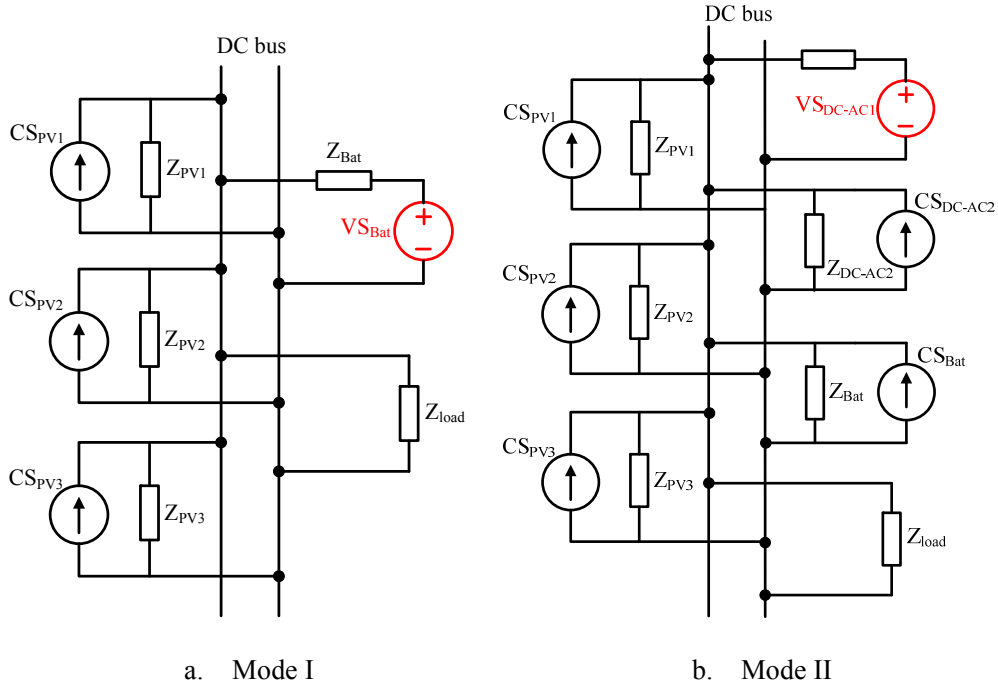 DC bus
CSPV1
ZPV1
ZBat
VSBat
CSPV2
ZPV2
Zload
CSPV3
ZPV3
a. Mode I
DC bus
VSDC-AC1
CSPV1
ZPV1
CSDC-AC2
ZDC-AC2
CSPV2
ZPV2
CSBat
ZBat
CSPV3
ZPV3
Zload
b. Mode II